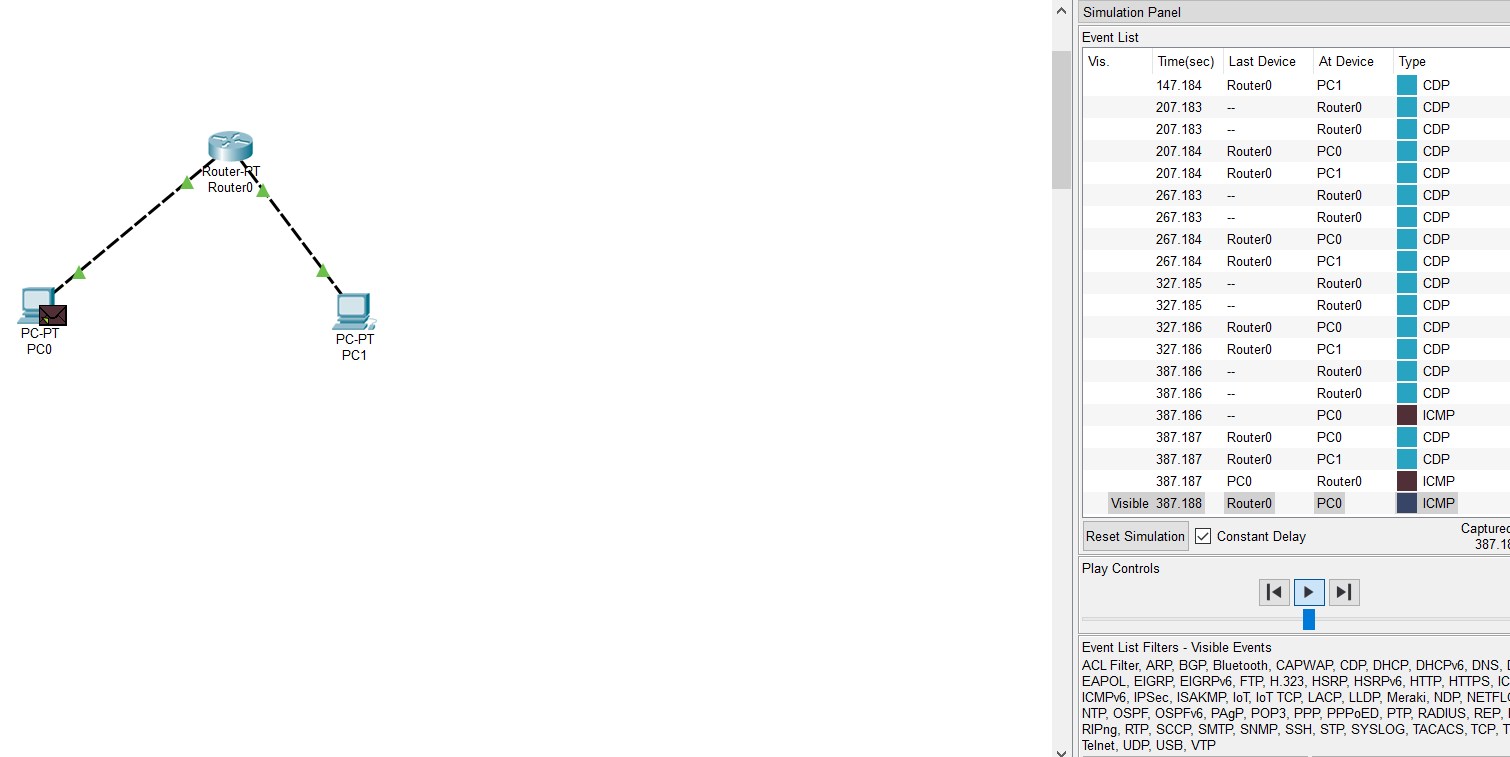 Router-PT
Router0
PC-PT
PC0
PC-PT
PC1
Simulation Panel
Event List
Vis. Time(sec) Last Device At Device Type
147.184 Router0 PC1 CDP
207.183 -- Router0 CDP
207.183 -- Router0 CDP
207.184 Router0 PC0 CDP
207.184 Router0 PC1 CDP
267.183 -- Router0 CDP
267.183 -- Router0 CDP
267.184 Router0 PC0 CDP
267.184 Router0 PC1 CDP
327.185 -- Router0 CDP
327.185 -- Router0 CDP
327.186 Router0 PC0 CDP
327.186 Router0 PC1 CDP
387.186 -- Router0 CDP
387.186 -- Router0 CDP
387.186 -- PC0 ICMP
387.187 Router0 PC0 CDP
387.187 Router0 PC1 CDP
387.187 PC0 Router0 ICMP
Visible 387.188 Router0 PC0 ICMP
Reset Simulation Constant Delay Captured
387.18
Play Controls
Event List Filters - Visible Events
ACL Filter, ARP, BGP, Bluetooth, CAPWAP, CDP, DHCP, DHCPv6, DNS,
EAPOL, EIGRP, EIGRPv6, FTP, H.323, HSRP, HSRPv6, HTTP, HTTPS, IC
ICMPv6, IPSec, ISAKMP, IoT, IoT TCP, LACP, LLDP, Meraki, NDP, NETFL
NTP, OSPF, OSPFv6, PAgP, POP3, PPP, PPPoED, PTP, RADIUS, REP,
RIPng, RTP, SCCP, SMTP, SNMP, SSH, STP, SYSLOG, TACACS, TCP, T
Telnet, UDP, USB, VTP